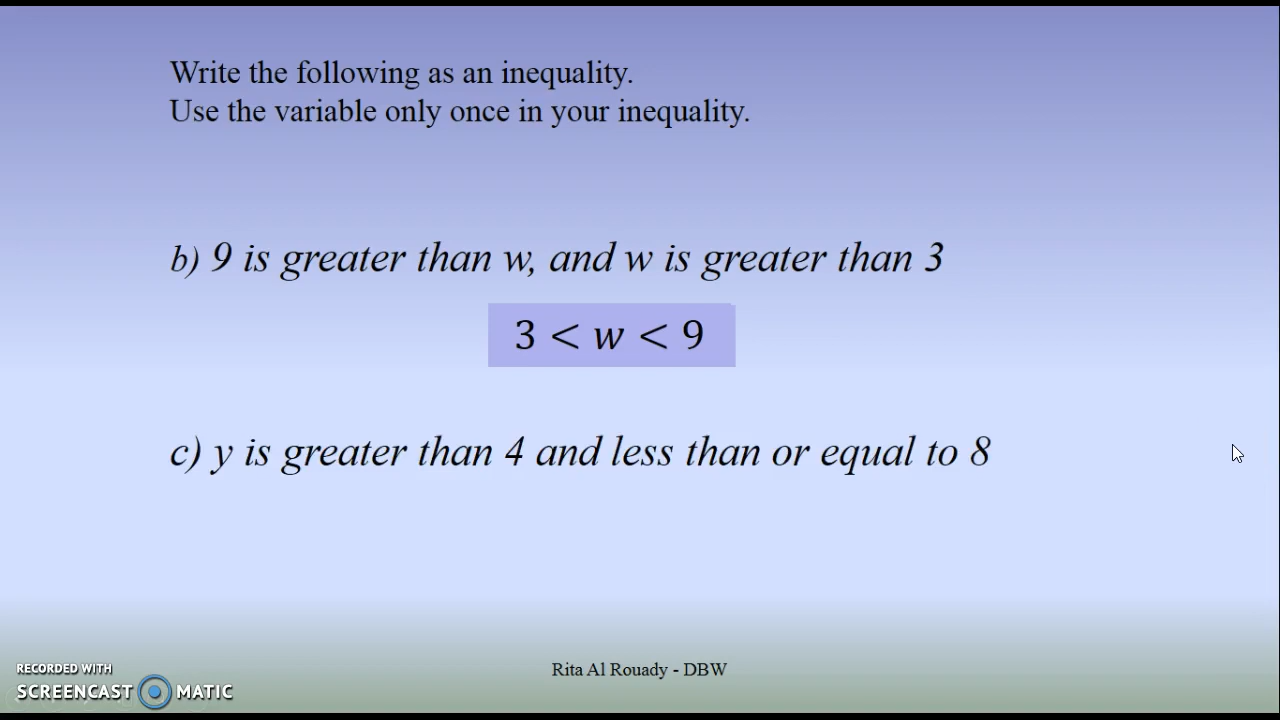 Write the following as an inequality.
Use the variable only once in your inequality.
b) 9 is greater than w, and w is greater than 3
3 < w < 9
c) y is greater than 4 and less than or equal to 8
Rita Al Rouady - DBW
RECORDED WITH
SCREENCAST MATIC